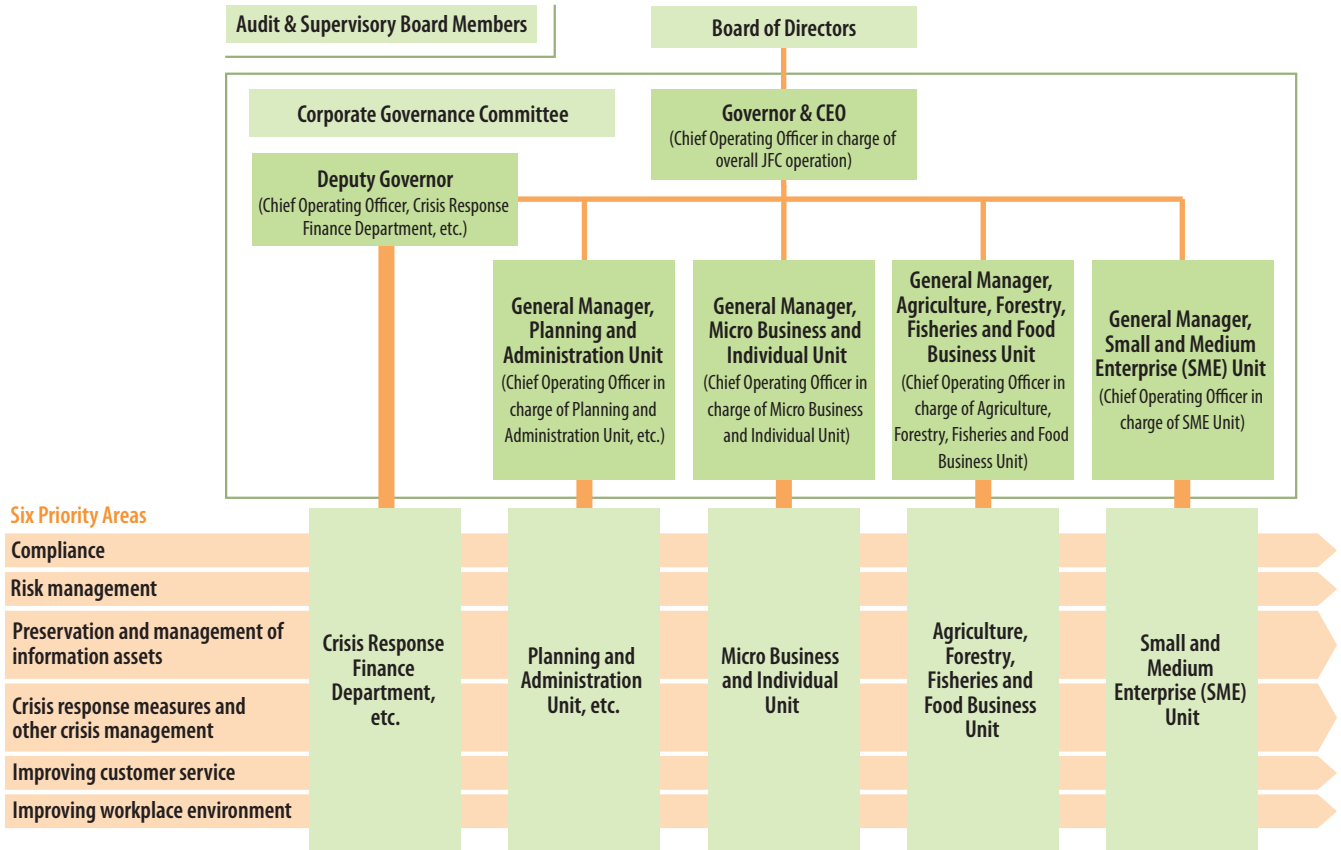 Audit & Supervisory Board Members
Board of Directors
Corporate Governance Committee
Governor & CEO
(Chief Operating Officer in charge of
overall JFC operation)
Deputy Governor
(Chief Operating Officer, Crisis Response
Finance Department, etc.)
General Manager,
Planning and
Administration Unit
(Chief Operating Officer in
charge of Planning and
Administration Unit, etc.)
General Manager,
Micro Business and
Individual Unit
(Chief Operating Officer in
charge of Micro Business
and Individual Unit)
General Manager,
Agriculture, Forestry,
Fisheries and Food
Business Unit
(Chief Operating Officer in
charge of Agriculture,
Forestry, Fisheries and Food
Business Unit)
General Manager,
Small and Medium
Enterprise (SME) Unit
(Chief Operating Officer in
charge of SME Unit)
Six Priority Areas
Compliance
Risk management
Preservation and management of
information assets
Crisis response measures and
other crisis management
Improving customer service
Improving workplace environment
Crisis Response
Finance
Department,
etc.
Planning and
Administration
Unit, etc.
Micro Business
and Individual
Unit
Agriculture,
Forestry,
Fisheries and
Food Business
Unit
Small and
Medium
Enterprise (SME)
Unit